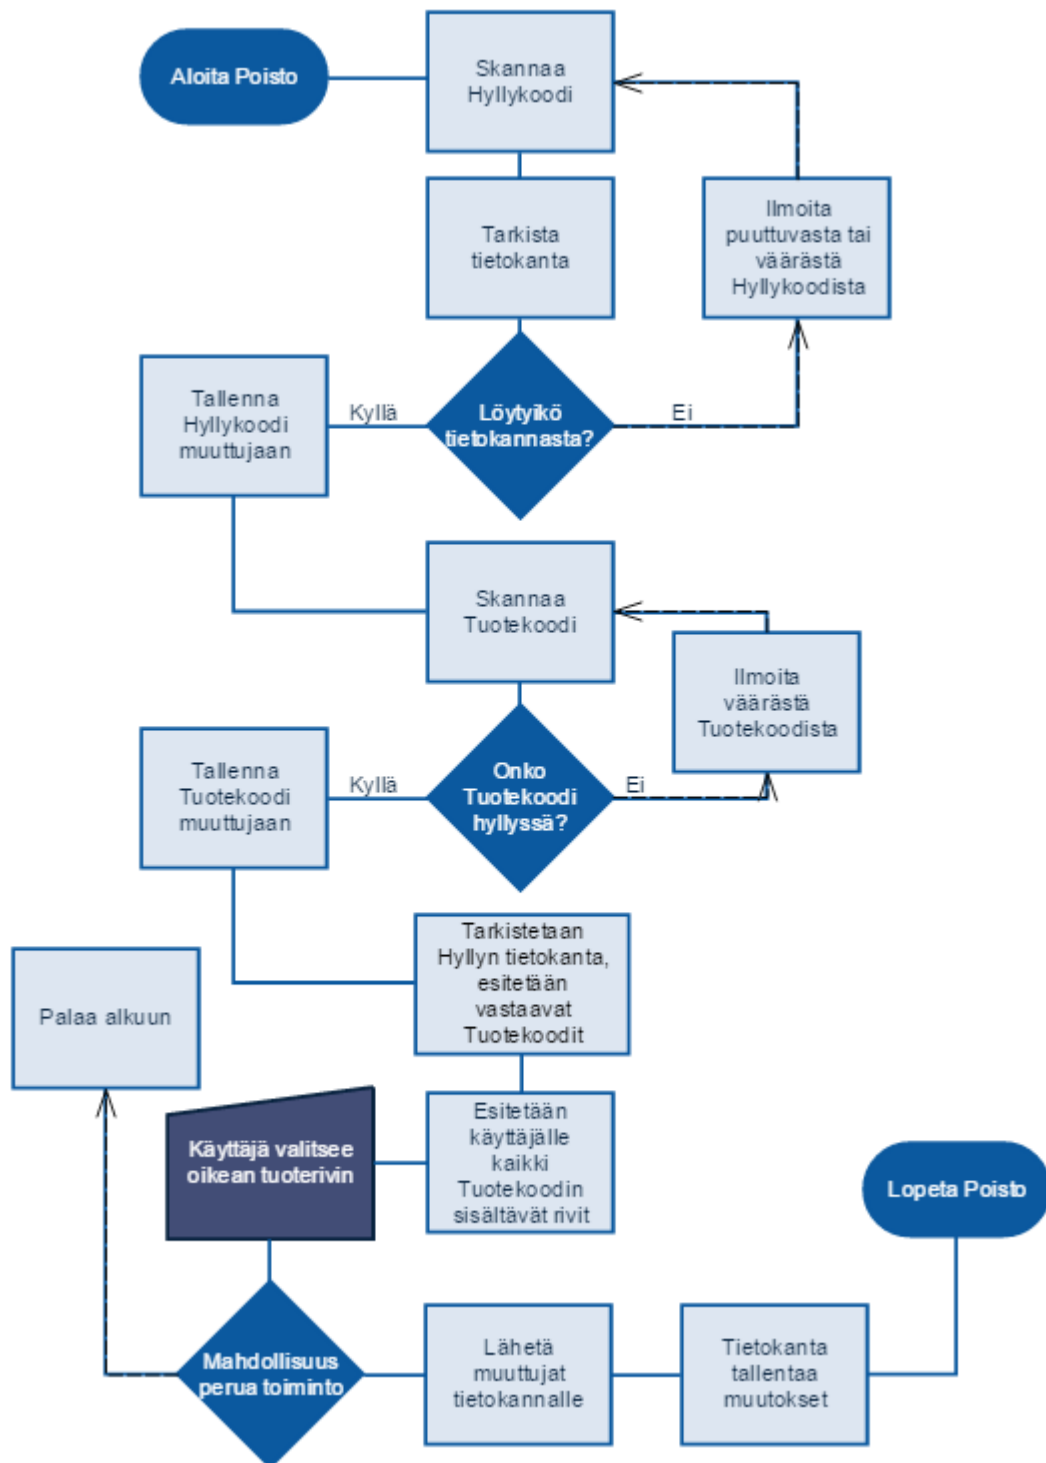 Aloita Poisto
Skannaa
Hyllykoodi
Tarkista
tietokanta
Ilmoita
puuttuvasta tai
väärästä
Hyllykoodista
Tallenna
Hyllykoodi
muuttujaan
Kyllä
Löytyikö
tietokannasta?
Ei
Skannaa
Tuotekoodi
Ilmoita
väärästä
Tuotekoodista
Tallenna
Tuotekoodi
muuttujaan
Kyllä
Onko
Tuotekoodi
hyllyssä?
Ei
Tarkistetaan
Hyllyn tietokanta,
esitetään
vastaavat
Tuotekoodit
Palaa alkuun
Esitetään
käyttäjälle
kaikki
Tuotekoodin
sisältävät rivit
Käyttäjä valitsee
oikean tuoterivin
Lopeta Poisto
Mahdollisuus
perua toiminto
Lähetä
muuttujat
tietokannalle
Tietokanta
tallentaa
muutokset